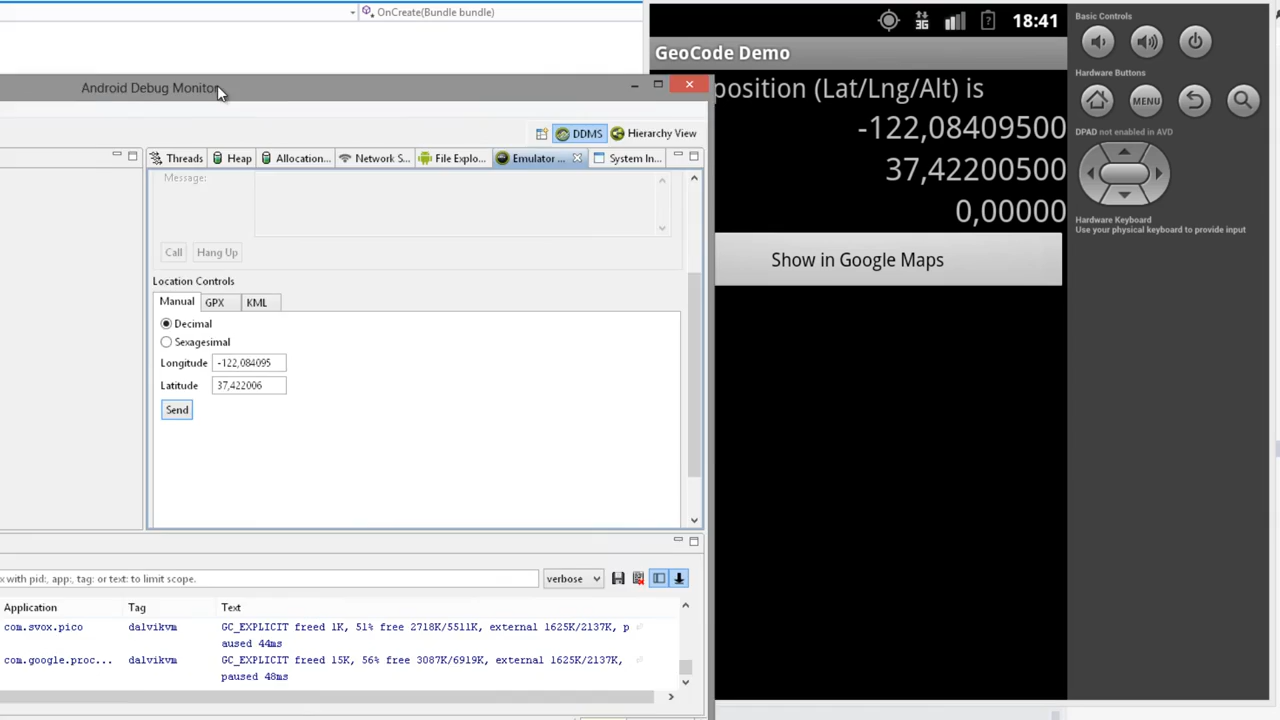 OnCreate(Bundle bundle)
Android Debug Monitor
DDMS
Hierarchy View
Threads
Heap
Allocation...
Network S...
File Explo...
Emulator ...
System In...
Message:
Call
Hang Up
Location Controls
Manual
GPX
KML
Decimal
Sexagesimal
Longitude -122,084095
Latitude 37,422006
Send
x with pid:, app:, tag: or text: to limit scope.
verbose
Application Tag Text
com.svox.pico dalvikvm GC_EXPLICIT freed 1K, 51% free 2718K/5511K, external 1625K/2137K, p
aused 44ms
com.google.proc... dalvikvm GC_EXPLICIT freed 15K, 56% free 3087K/6919K, external 1625K/2137K,
paused 48ms
18:41
GeoCode Demo
position (Lat/Lng/Alt) is
-122,08409500
37,42200500
0,00000
Show in Google Maps
Basic Controls
Hardware Buttons
MENU
DPAD not enabled in AVD
Hardware Keyboard
Use your physical keyboard to provide input